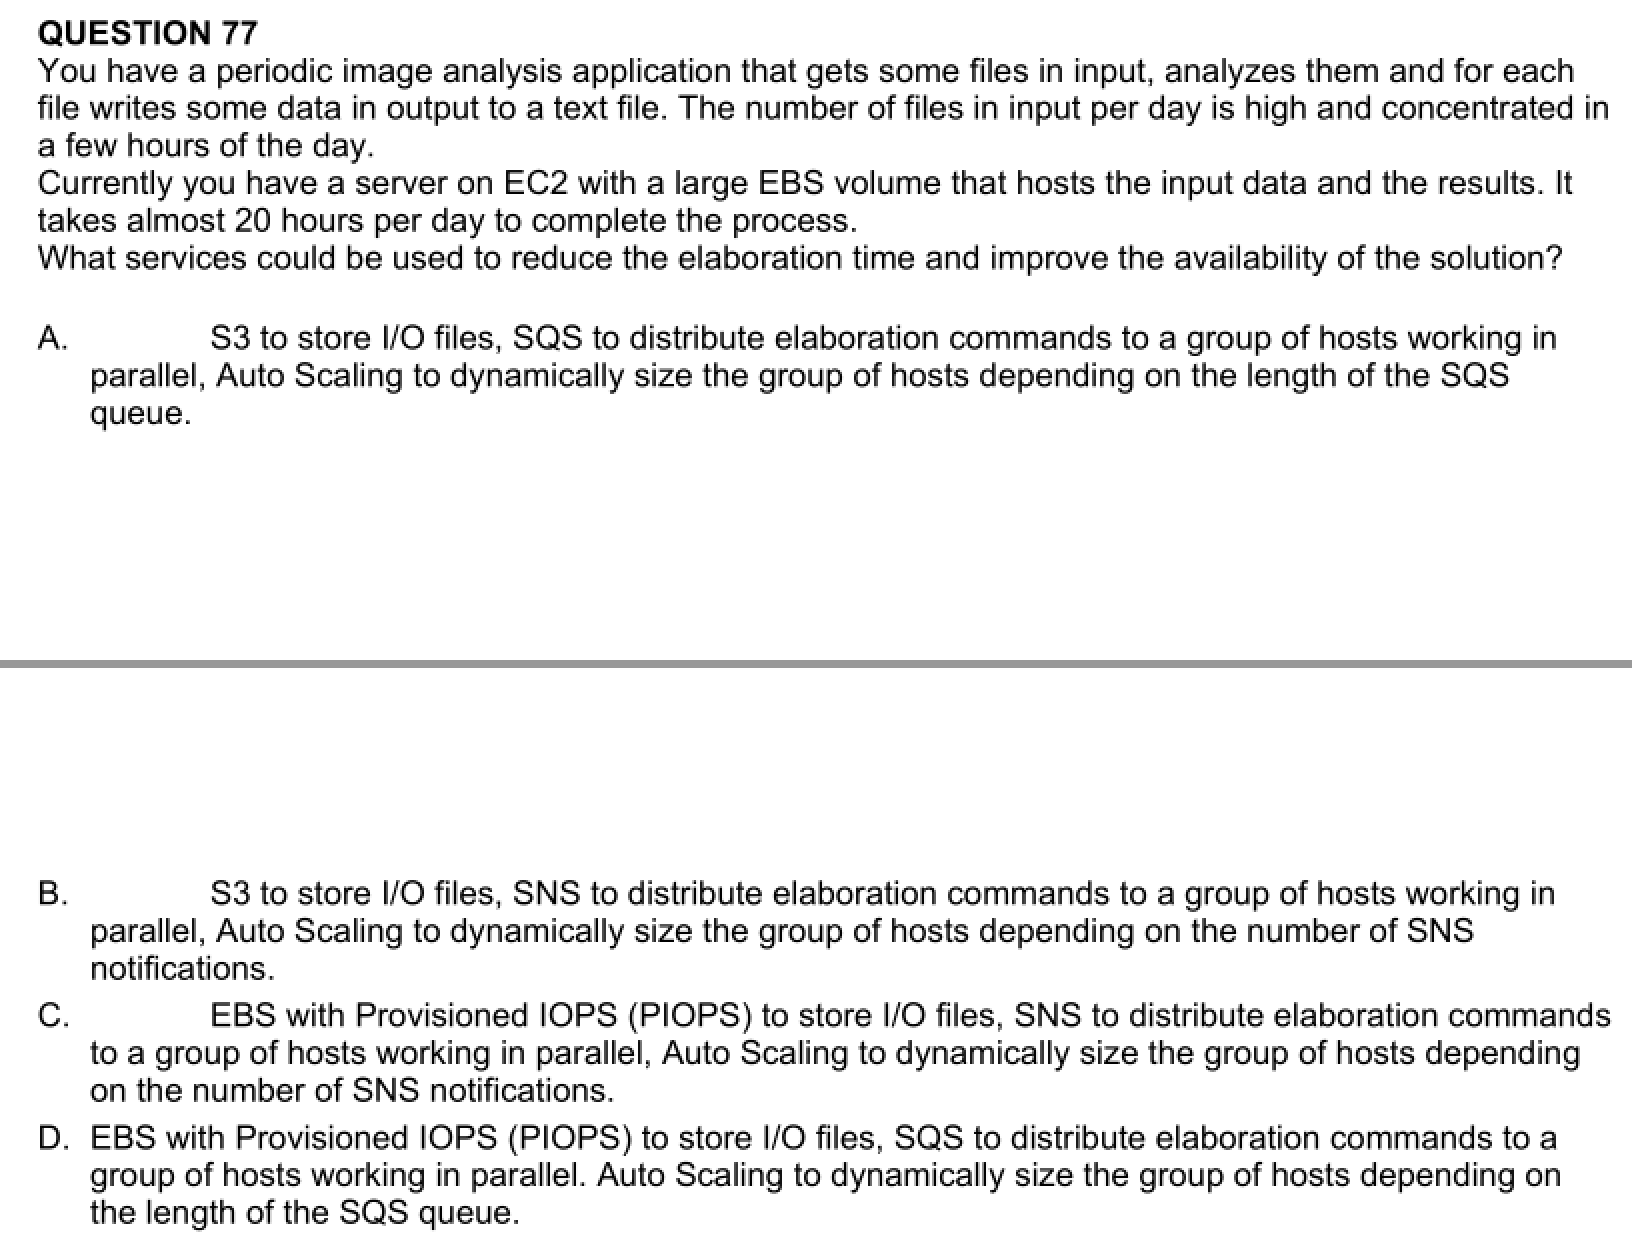 QUESTION 77
You have a periodic image analysis application that gets some files in input, analyzes them and for each
file writes some data in output to a text file. The number of files in input per day is high and concentrated in
a few hours of the day.
Currently you have a server on EC2 with a large EBS volume that hosts the input data and the results. It
takes almost 20 hours per day to complete the process.
What services could be used to reduce the elaboration time and improve the availability of the solution?
A. S3 to store I/O files, SQS to distribute elaboration commands to a group of hosts working in
parallel, Auto Scaling to dynamically size the group of hosts depending on the length of the SQS
queue.
B. S3 to store I/O files, SNS to distribute elaboration commands to a group of hosts working in
parallel, Auto Scaling to dynamically size the group of hosts depending on the number of SNS
notifications.
C. EBS with Provisioned IOPS (PIOPS) to store I/O files, SNS to distribute elaboration commands
to a group of hosts working in parallel, Auto Scaling to dynamically size the group of hosts depending
on the number of SNS notifications.
D. EBS with Provisioned IOPS (PIOPS) to store I/O files, SQS to distribute elaboration commands to a
group of hosts working in parallel. Auto Scaling to dynamically size the group of hosts depending on
the length of the SQS queue.